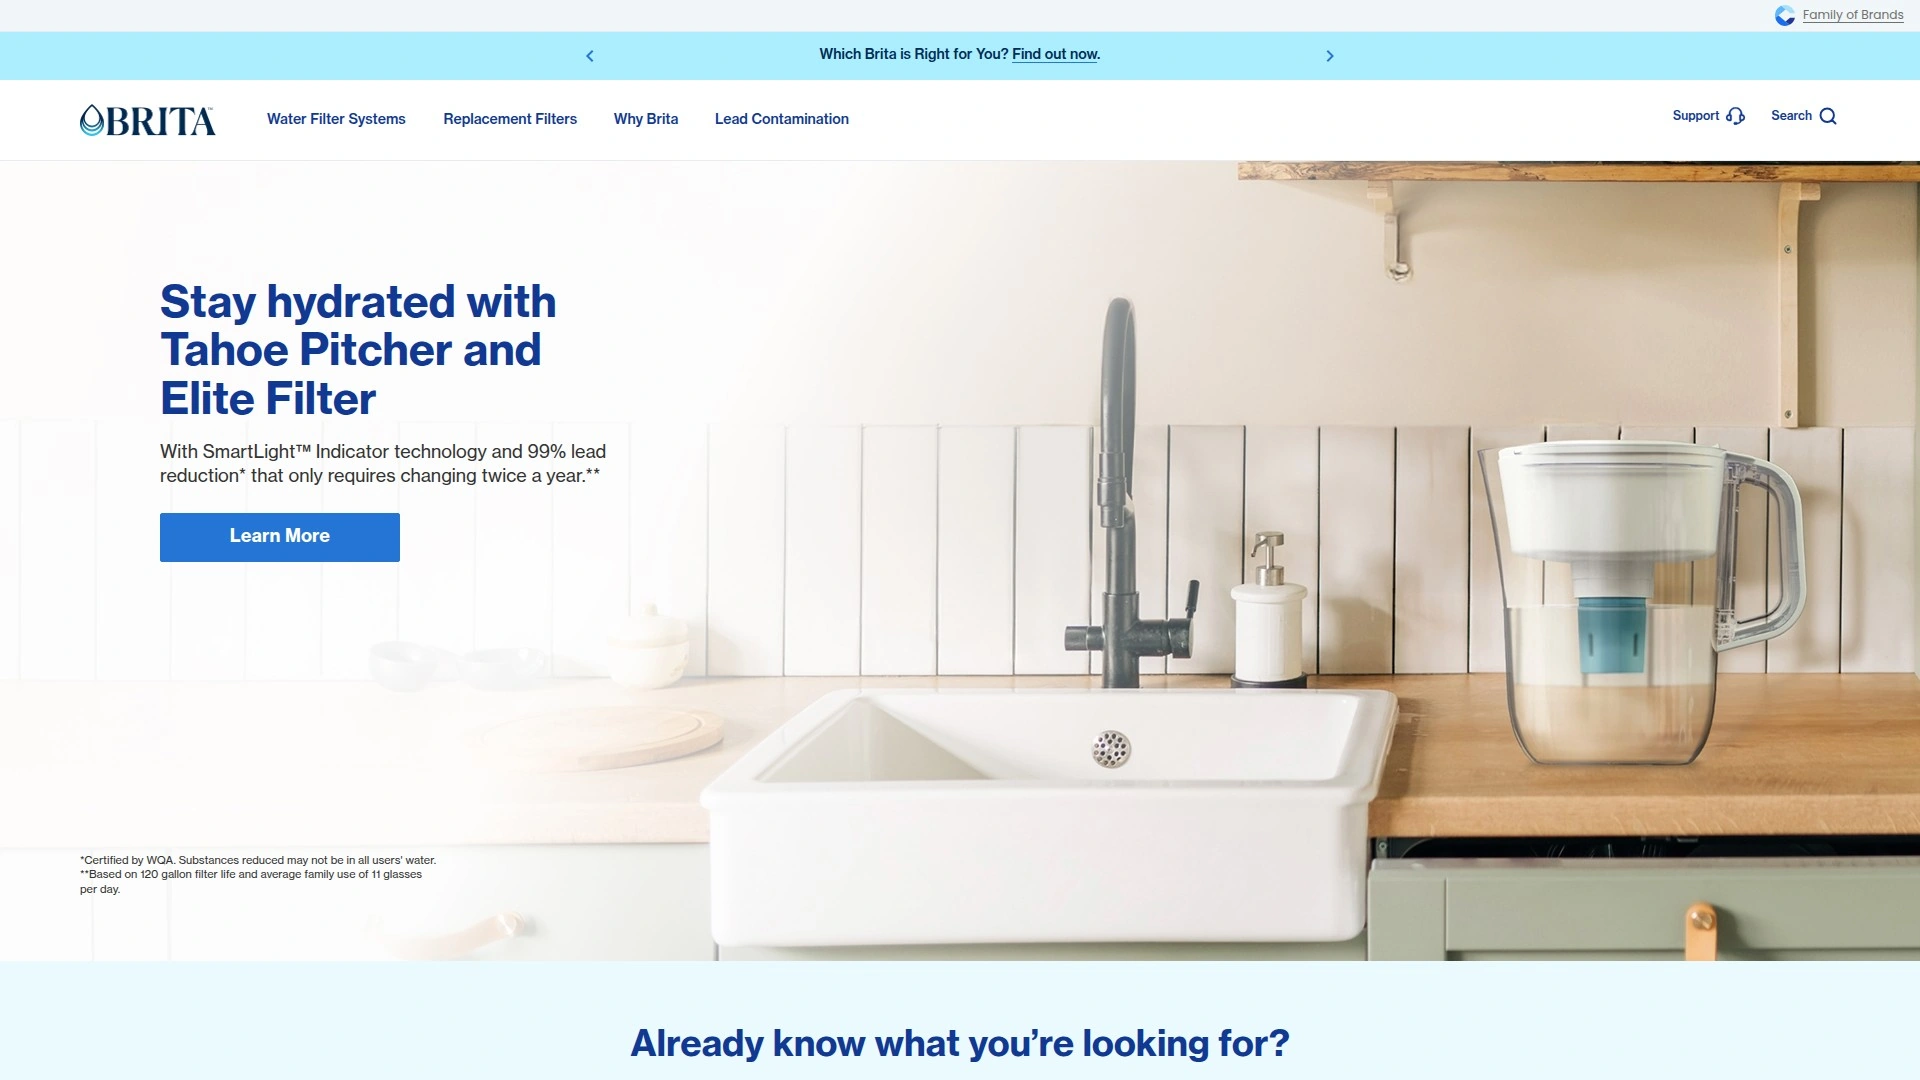 Family of Brands
Which Brita is Right for You? Find out now.
BRITA™
Water Filter Systems
Replacement Filters
Why Brita
Lead Contamination
Support
Search
Stay hydrated with
Tahoe Pitcher and
Elite Filter
With SmartLight™ Indicator technology and 99% lead
reduction* that only requires changing twice a year.**
Learn More
*Certified by WQA. Substances reduced may not be in all users' water.
**Based on 120 gallon filter life and average family use of 11 glasses
per day.
Already know what you’re looking for?